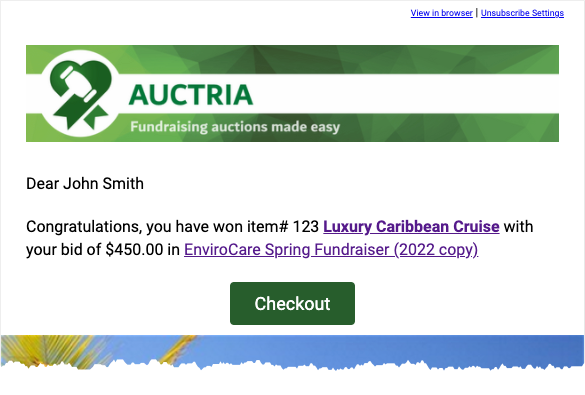 View in browser | Unsubscribe Settings
AUCTRIA
Fundraising auctions made easy
Dear John Smith
Congratulations, you have won item# 123 Luxury Caribbean Cruise with
your bid of $450.00 in EnviroCare Spring Fundraiser (2022 copy)
Checkout